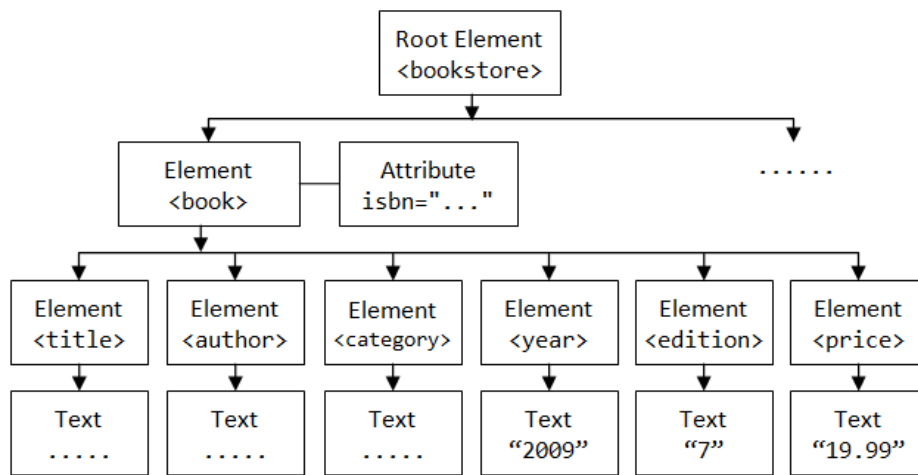 Root Element
<bookstore>
Element
<book>
Attribute
isbn="..."
......
Element
<title>
Element
<author>
Element
<category>
Element
<year>
Element
<edition>
Element
<price>
Text
.....
Text
.....
Text
.....
Text
“2009”
Text
“7”
Text
“19.99”